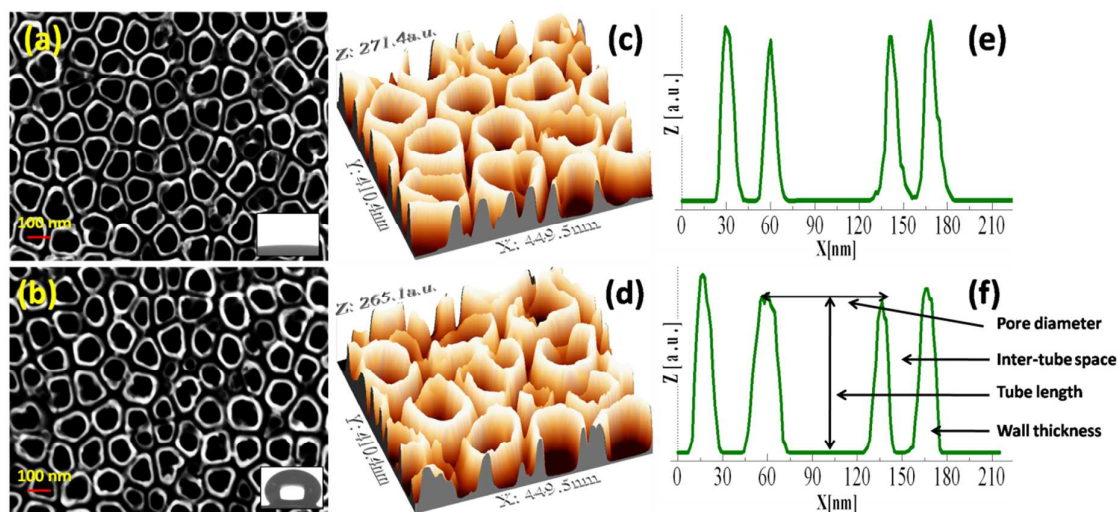 (a)
100 nm
(b)
100 nm
Z: 271.4a.u.
(c)
Y: 410.4nm
X: 449.5nm
Z: 265.1a.u.
(d)
Y: 410.4nm
X: 449.5nm
(e)
Z [a.u.]
0 30 60 90 120 150 180 210
X[nm]
(f)
Z [a.u.]
Pore diameter
Inter-tube space
Tube length
Wall thickness
0 30 60 90 120 150 180 210
X[nm]